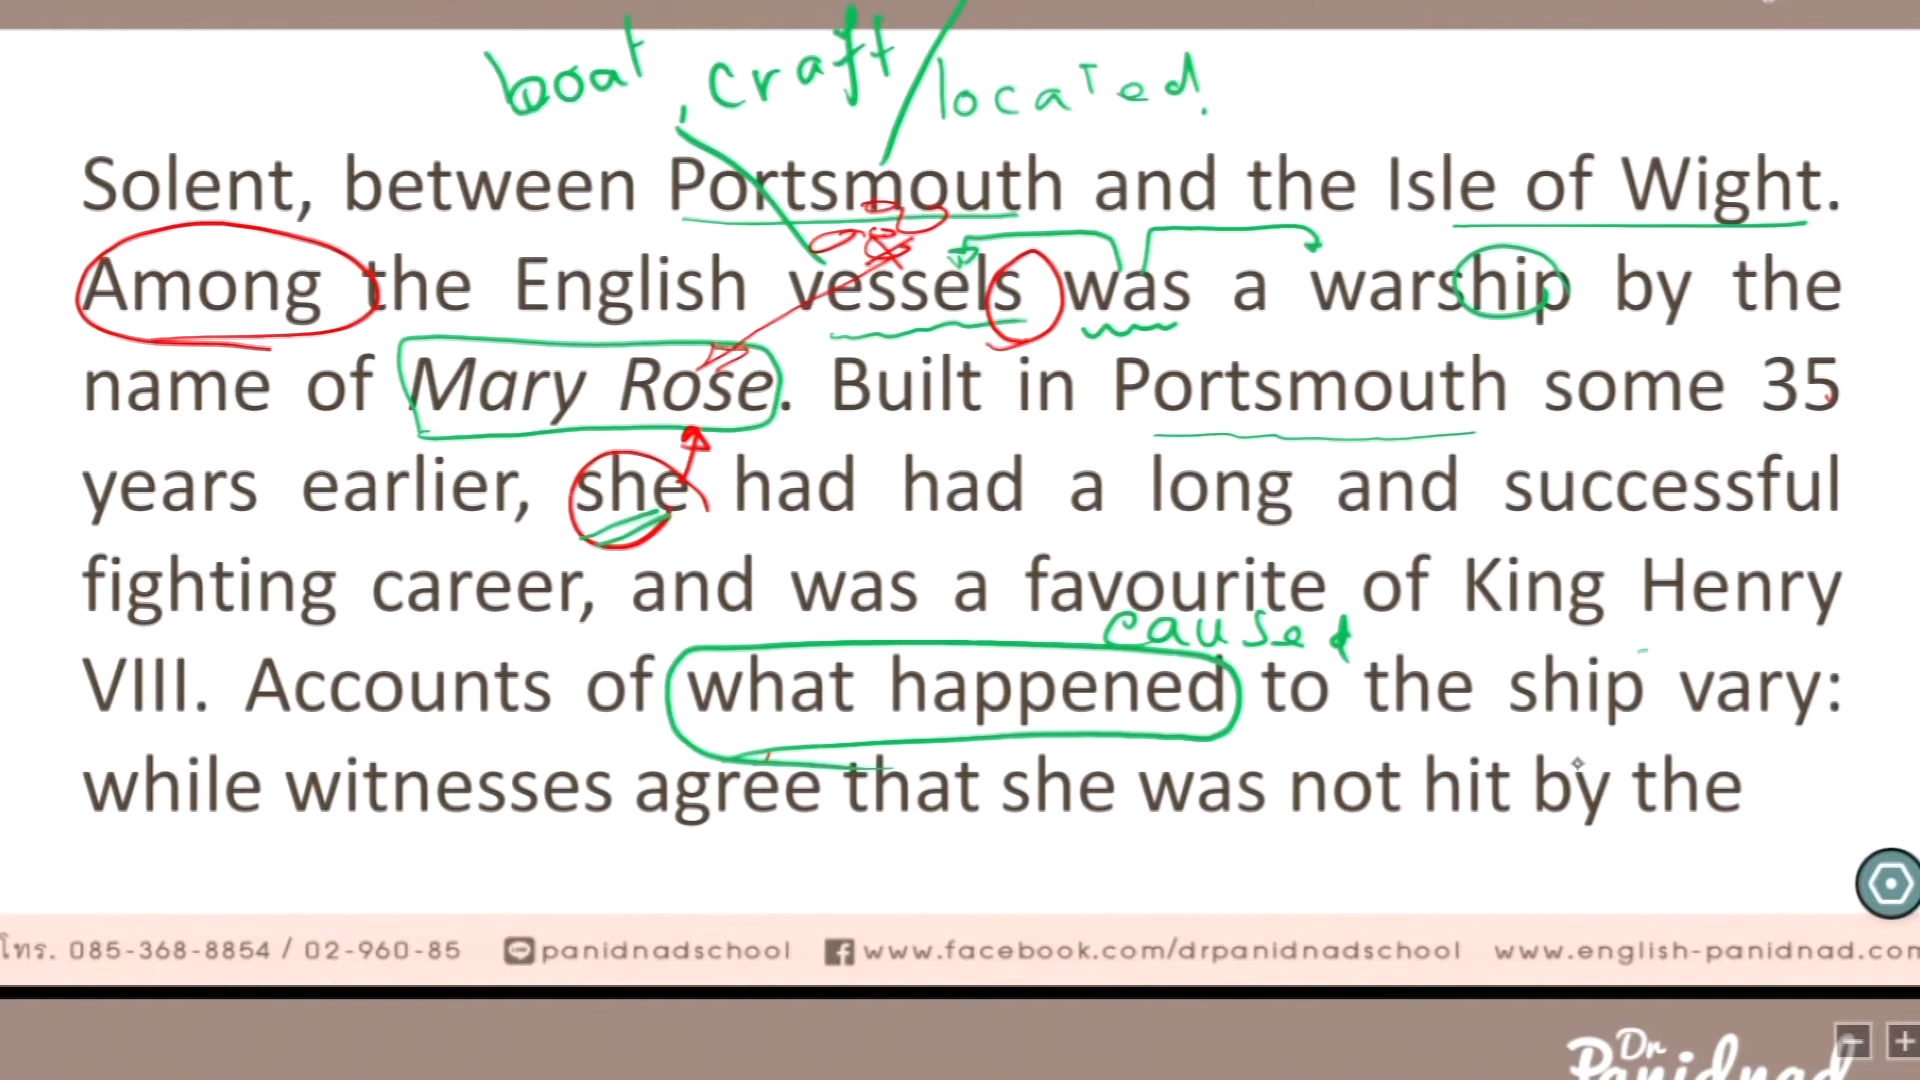 boat, craft / located.
Solent, between Portsmouth and the Isle of Wight.
Among the English vessels was a warship by the
name of Mary Rose. Built in Portsmouth some 35
years earlier, she had had a long and successful
fighting career, and was a favourite of King Henry
caused
VIII. Accounts of what happened to the ship vary:
while witnesses agree that she was not hit by the
โทร. 085-368-8854 / 02-960-85 panidnadschool www.facebook.com/drpanidnadschool www.english-panidnad.com
Dr
Panidnad